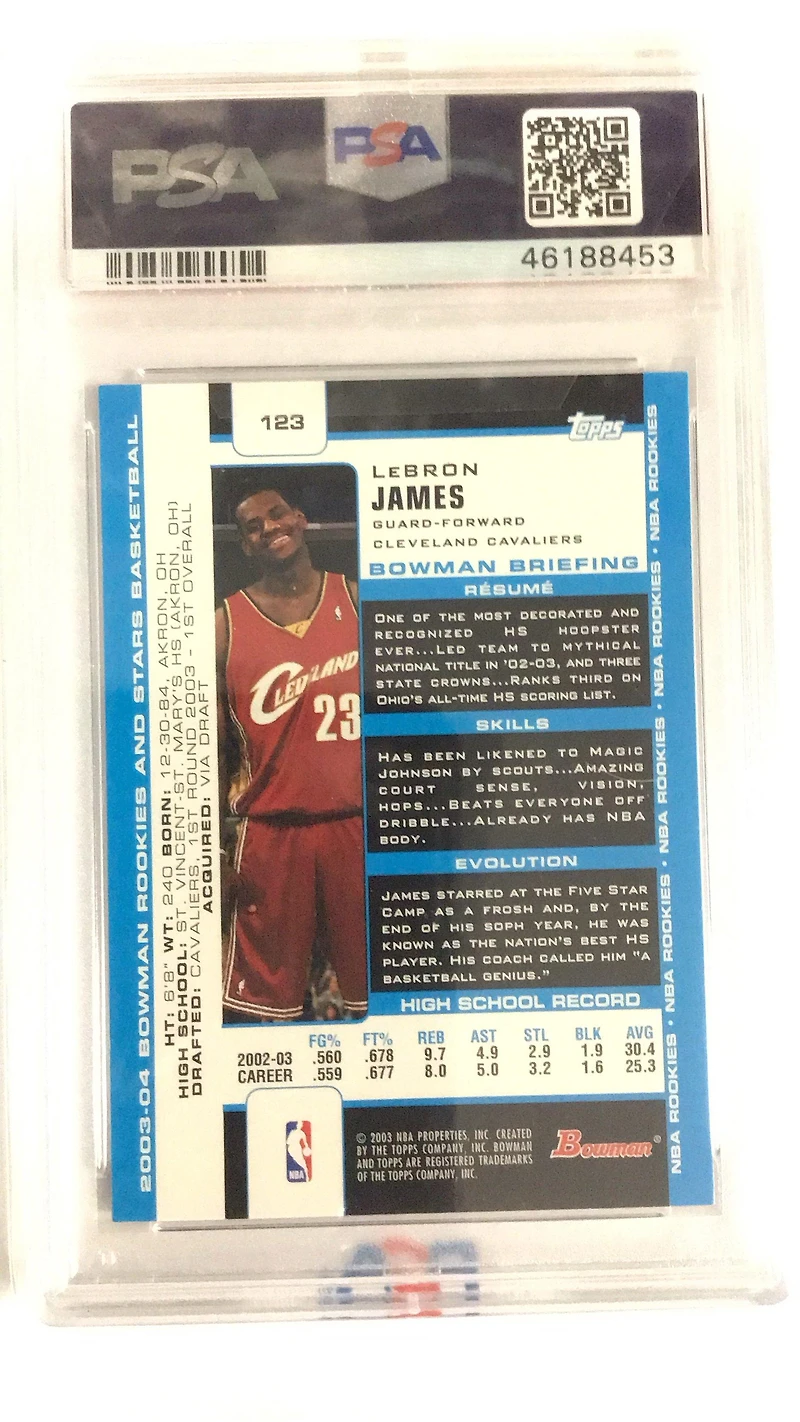 PSA
PSA
46188453
123
Topps
LeBRON
JAMES
GUARD-FORWARD
CLEVELAND CAVALIERS
BOWMAN BRIEFING
RÉSUMÉ
ONE OF THE MOST DECORATED AND
RECOGNIZED HS HOOPSTER
EVER...LED TEAM TO MYTHICAL
NATIONAL TITLE IN '02-03, AND THREE
STATE CROWNS...RANKS THIRD ON
OHIO'S ALL-TIME HS SCORING LIST.
SKILLS
HAS BEEN LIKENED TO MAGIC
JOHNSON BY SCOUTS...AMAZING
COURT SENSE, VISION,
HOPS...BEATS EVERYONE OFF
DRIBBLE...ALREADY HAS NBA
BODY.
EVOLUTION
JAMES STARRED AT THE FIVE STAR
CAMP AS A FROSH AND, BY THE
END OF HIS SOPH YEAR, HE WAS
KNOWN AS THE NATION'S BEST HS
PLAYER. HIS COACH CALLED HIM "A
BASKETBALL GENIUS."
HIGH SCHOOL RECORD
FG% FT% REB AST STL BLK AVG
2002-03 .560 .678 9.7 4.9 2.9 1.9 30.4
CAREER .559 .677 8.0 5.0 3.2 1.6 25.3
© 2003 NBA PROPERTIES, INC. CREATED
BY THE TOPPS COMPANY, INC. BOWMAN
AND TOPPS ARE REGISTERED TRADEMARKS
OF THE TOPPS COMPANY, INC.
Bowman®
NBA
CLEVELAND
23
2003-04 BOWMAN ROOKIES AND STARS BASKETBALL
HT: 6'8" WT: 240 BORN: 12-30-84, AKRON, OH
HIGH SCHOOL: ST. VINCENT-ST. MARY'S HS (AKRON, OH)
DRAFTED: CAVALIERS, 1ST ROUND 2003 - 1ST OVERALL
ACQUIRED: VIA DRAFT
NBA ROOKIES • NBA ROOKIES • NBA ROOKIES • NBA ROOKIES • NBA ROOKIES • NBA ROOKIES